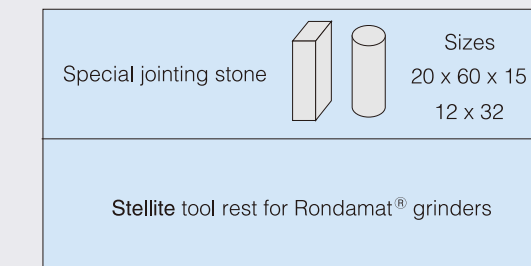 Special jointing stone
Sizes
20 x 60 x 15
12 x 32
Stellite tool rest for Rondamat® grinders